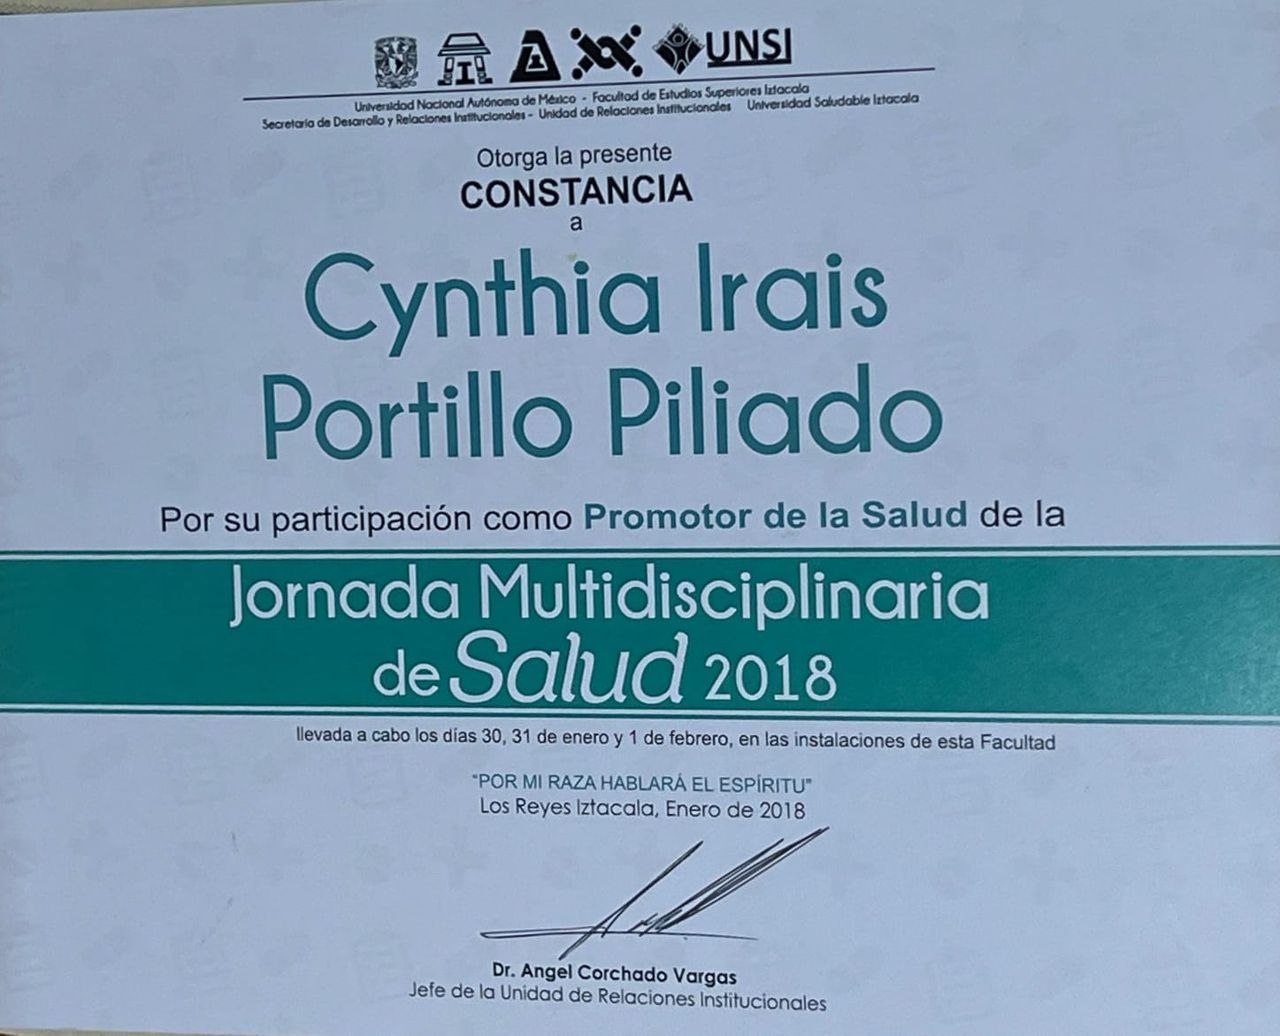 UNSI
Universidad Nacional Autónoma de México - Facultad de Estudios Superiores Iztacala
Secretaría de Desarrollo y Relaciones Institucionales - Unidad de Relaciones Institucionales Universidad Saludable Iztacala
Otorga la presente
CONSTANCIA
a
Cynthia Irais
Portillo Piliado
Por su participación como Promotor de la Salud de la
Jornada Multidisciplinaria
de Salud 2018
llevada a cabo los días 30, 31 de enero y 1 de febrero, en las instalaciones de esta Facultad
"POR MI RAZA HABLARÁ EL ESPÍRITU"
Los Reyes Iztacala, Enero de 2018
Dr. Angel Corchado Vargas
Jefe de la Unidad de Relaciones Institucionales